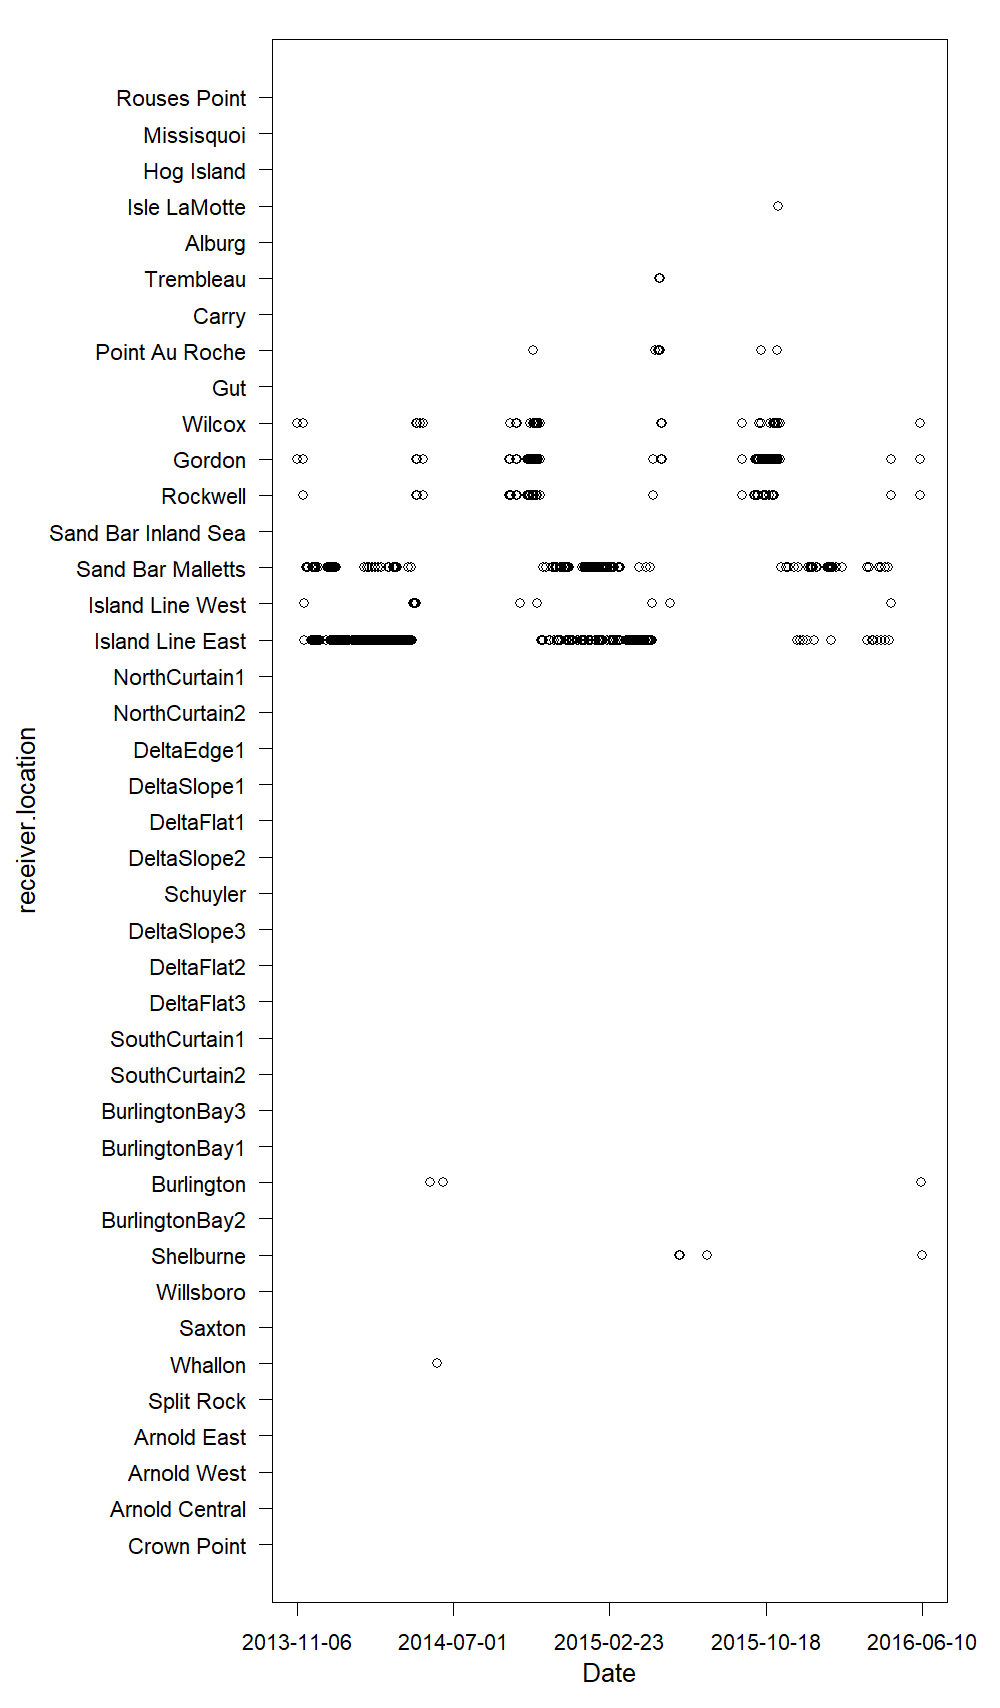 Rouses Point
Missisquoi
Hog Island
Isle LaMotte
Alburg
Trembleau
Carry
Point Au Roche
Gut
Wilcox
Gordon
Rockwell
Sand Bar Inland Sea
Sand Bar Malletts
Island Line West
Island Line East
NorthCurtain1
NorthCurtain2
DeltaEdge1
DeltaSlope1
DeltaFlat1
DeltaSlope2
Schuyler
DeltaSlope3
DeltaFlat2
DeltaFlat3
SouthCurtain1
SouthCurtain2
BurlingtonBay3
BurlingtonBay1
Burlington
BurlingtonBay2
Shelburne
Willsboro
Saxton
Whallon
Split Rock
Arnold East
Arnold West
Arnold Central
Crown Point
receiver.location
2013-11-06 2014-07-01 2015-02-23 2015-10-18 2016-06-10
Date